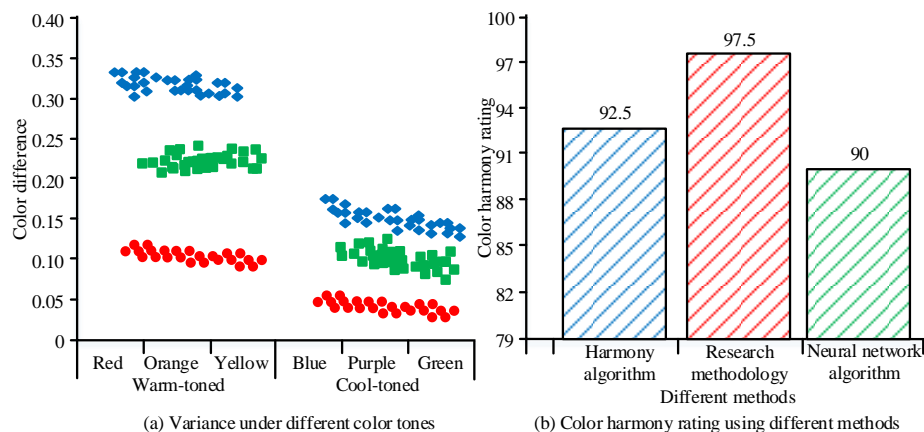 0.40
0.35
0.30
0.25
0.20
0.15
0.10
0.05
0
Color difference
Red Orange Yellow Blue Purple Green
Warm-toned Cool-toned
(a) Variance under different color tones
100
97
94
91
88
85
82
79
Color harmony rating
92.5
97.5
90
Harmony algorithm
Research methodology
Neural network algorithm
Different methods
(b) Color harmony rating using different methods